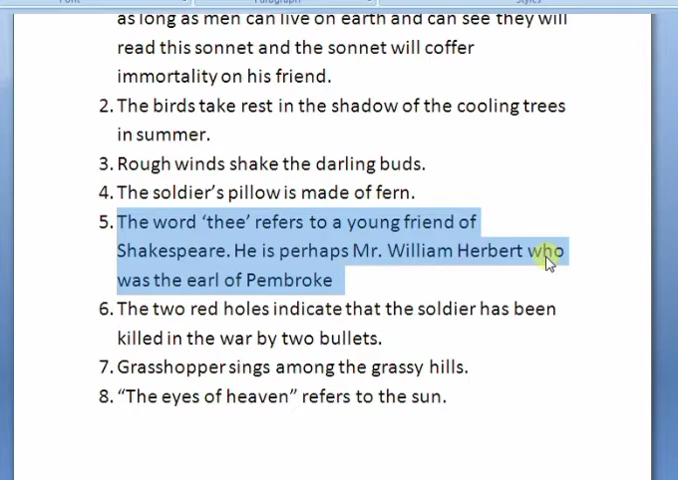 as long as men can live on earth and can see they will
read this sonnet and the sonnet will coffer
immortality on his friend.
2. The birds take rest in the shadow of the cooling trees
in summer.
3. Rough winds shake the darling buds.
4. The soldier's pillow is made of fern.
5. The word 'thee' refers to a young friend of
Shakespeare. He is perhaps Mr. William Herbert who
was the earl of Pembroke
6. The two red holes indicate that the soldier has been
killed in the war by two bullets.
7. Grasshopper sings among the grassy hills.
8. "The eyes of heaven" refers to the sun.